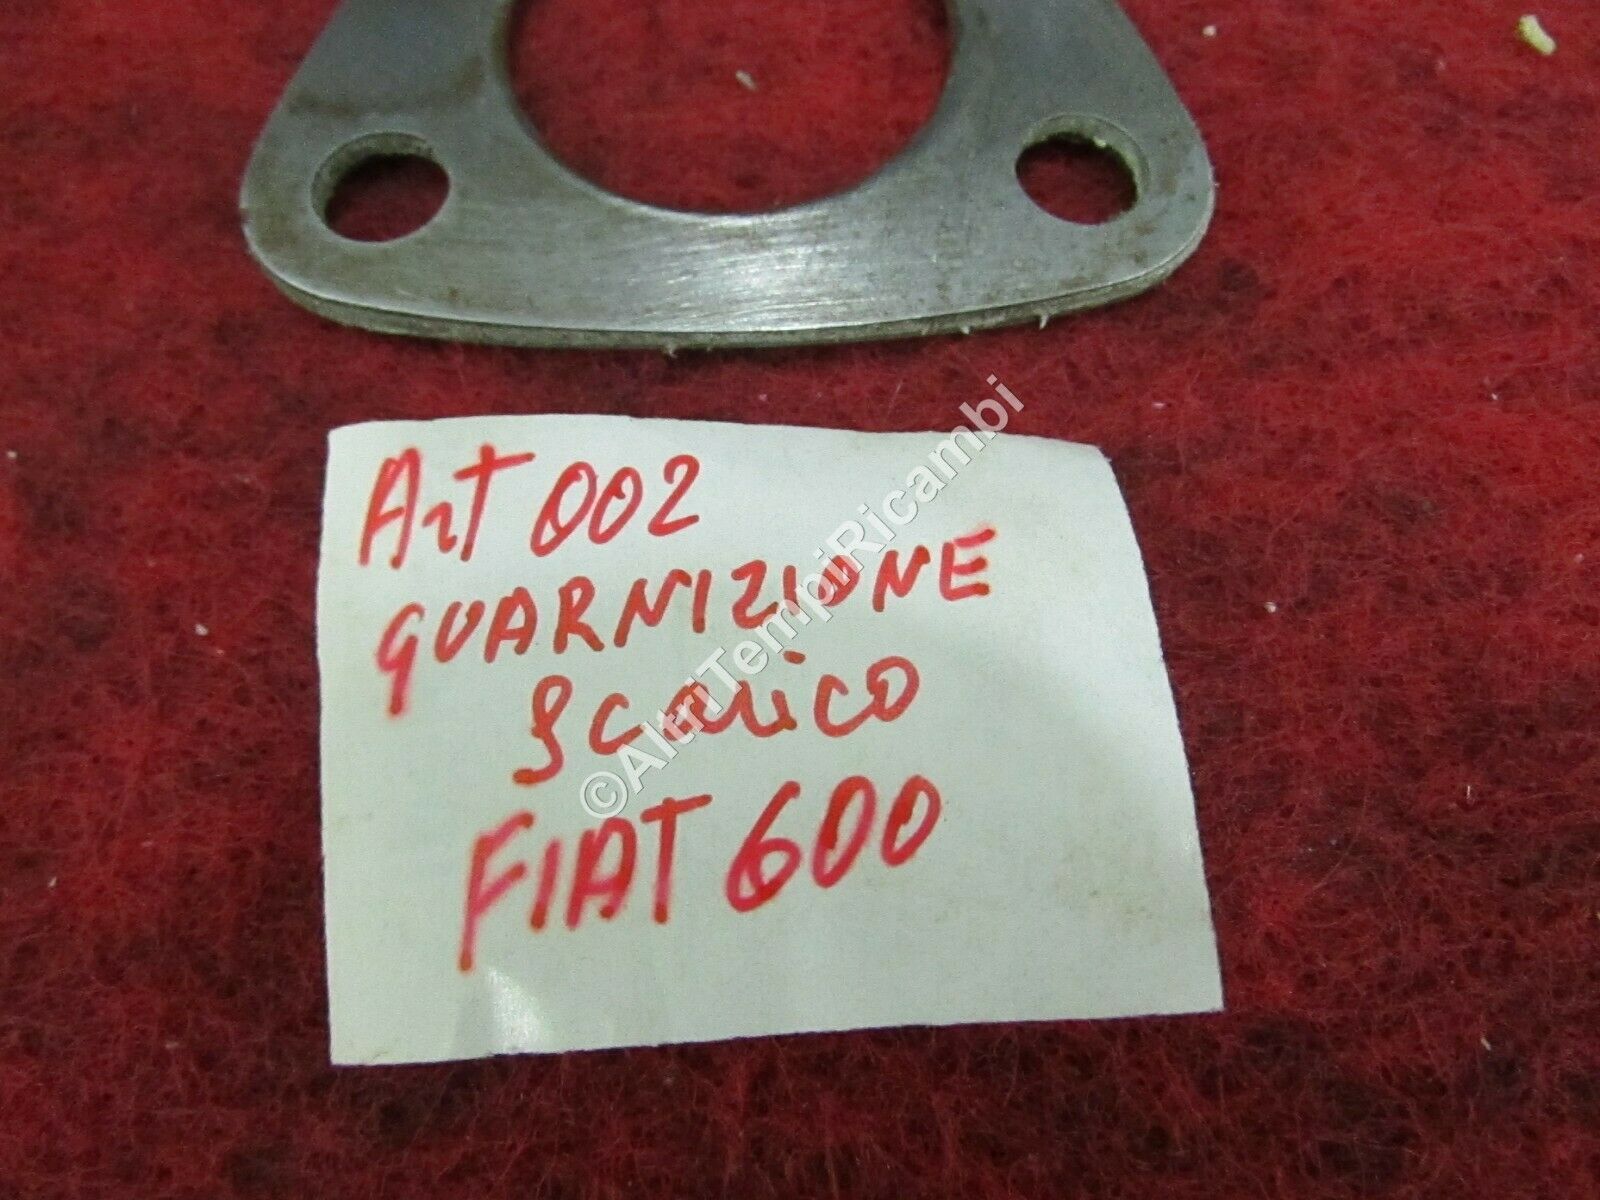 Art 002
GUARNIZIONE
Scarico
FIAT 600
©AltriTempiRicambi